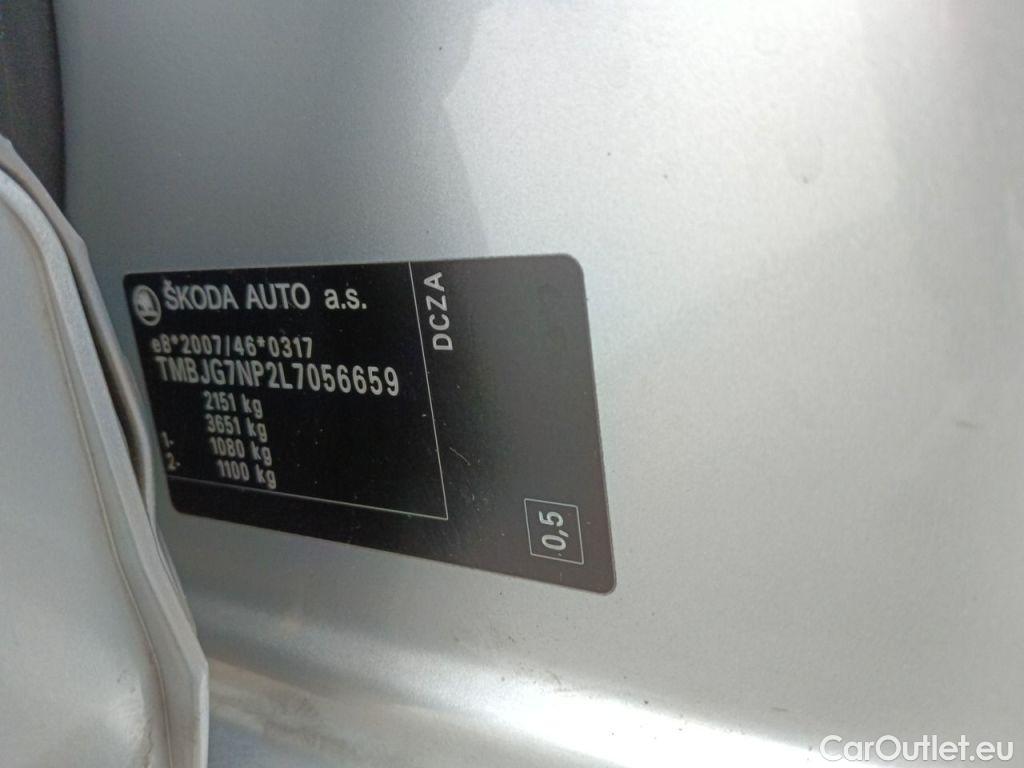 ŠKODA AUTO a.s.
e8*2007/46*0317
TMBJG7NP2L7056659
2151 kg
3651 kg
1- 1080 kg
2- 1100 kg
DCZA
0,5
CarOutlet.eu